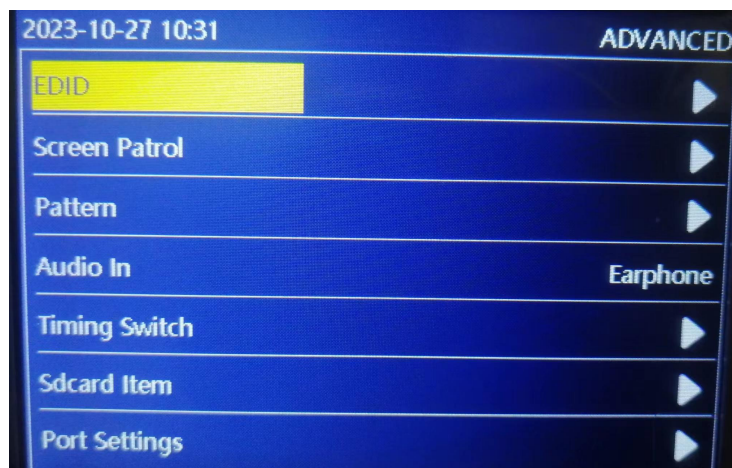 2023-10-27 10:31 ADVANCED
EDID
Screen Patrol
Pattern
Audio In Earphone
Timing Switch
Sdcard Item
Port Settings